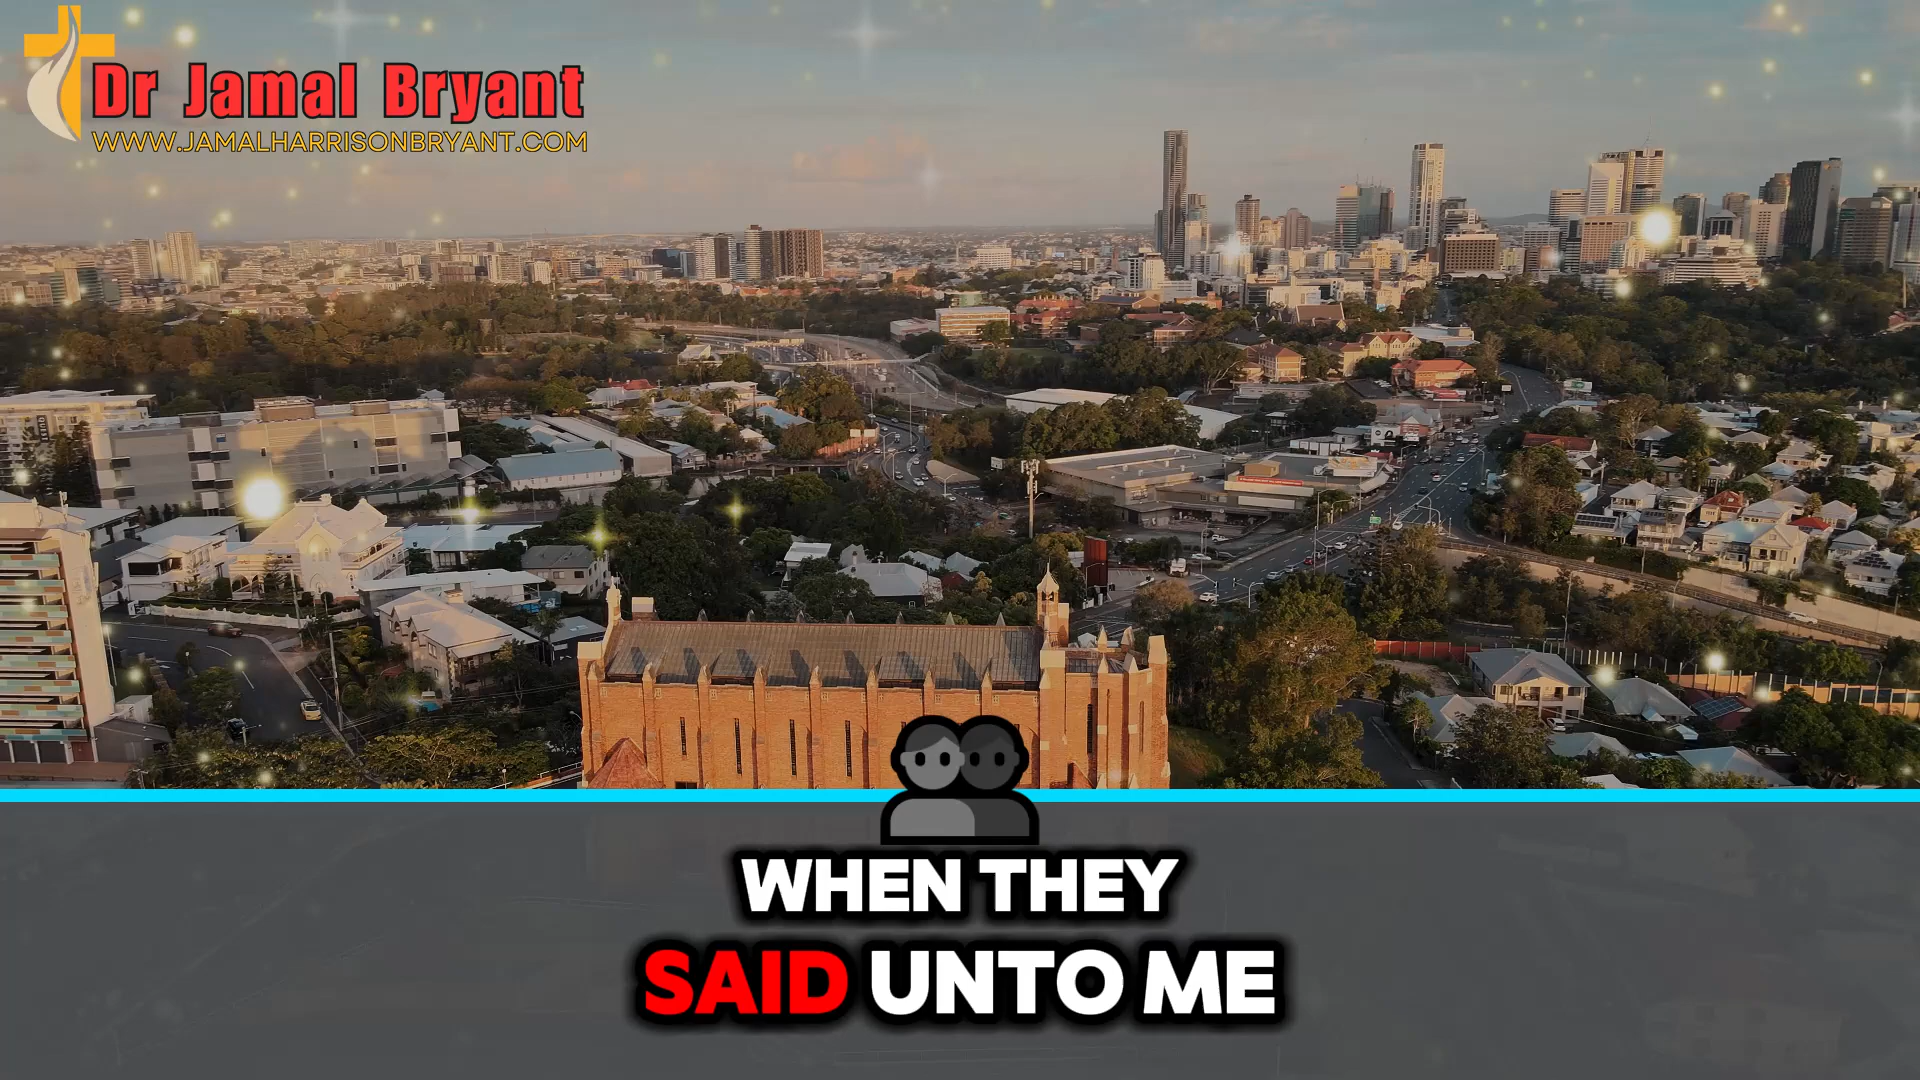 Dr Jamal Bryant
WWW.JAMALHARRISONBRYANT.COM
WHEN THEY
SAID UNTO ME